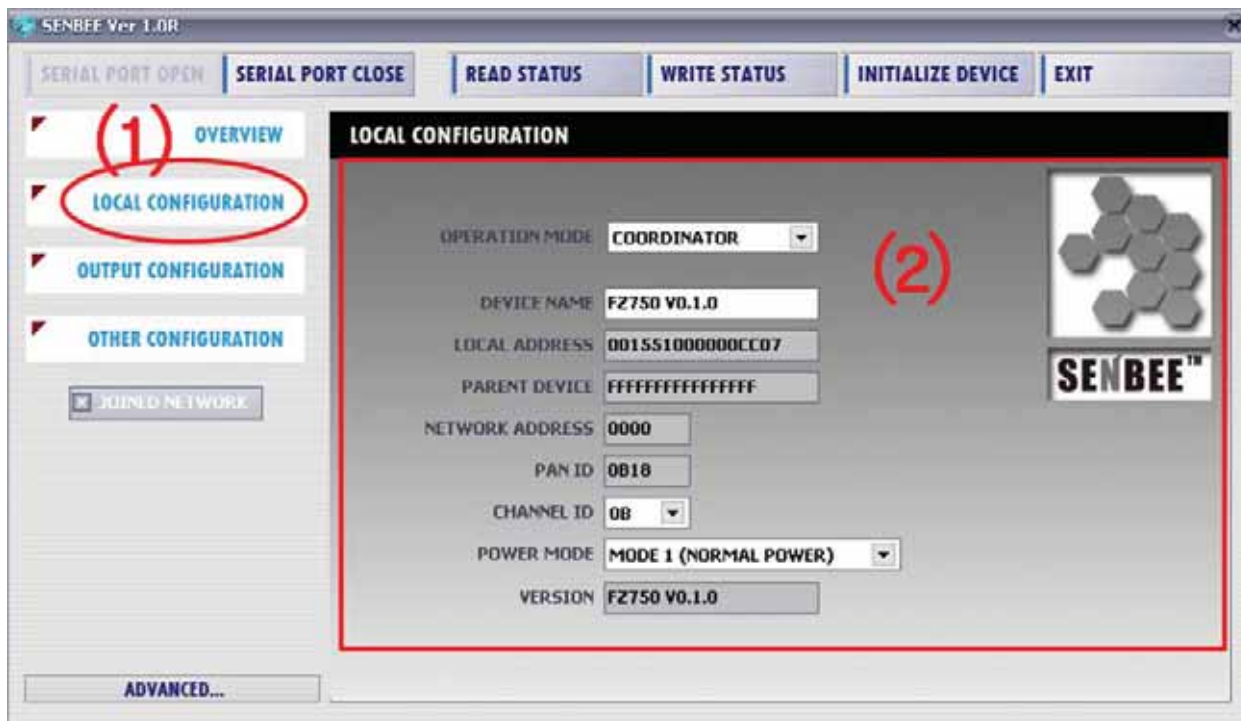 SENBEE Ver 1.0R
SERIAL PORT OPEN SERIAL PORT CLOSE READ STATUS WRITE STATUS INITIALIZE DEVICE EXIT
(1)
OVERVIEW
LOCAL CONFIGURATION
OUTPUT CONFIGURATION
OTHER CONFIGURATION
JOINED NETWORK
ADVANCED...
LOCAL CONFIGURATION
(2)
OPERATION MODE COORDINATOR
DEVICE NAME FZ750 V0.1.0
LOCAL ADDRESS 001551000000CC07
PARENT DEVICE FFFFFFFFFFFFFFFF
NETWORK ADDRESS 0000
PAN ID 0B18
CHANNEL ID 0B
POWER MODE MODE 1 (NORMAL POWER)
VERSION FZ750 V0.1.0
SENBEE™